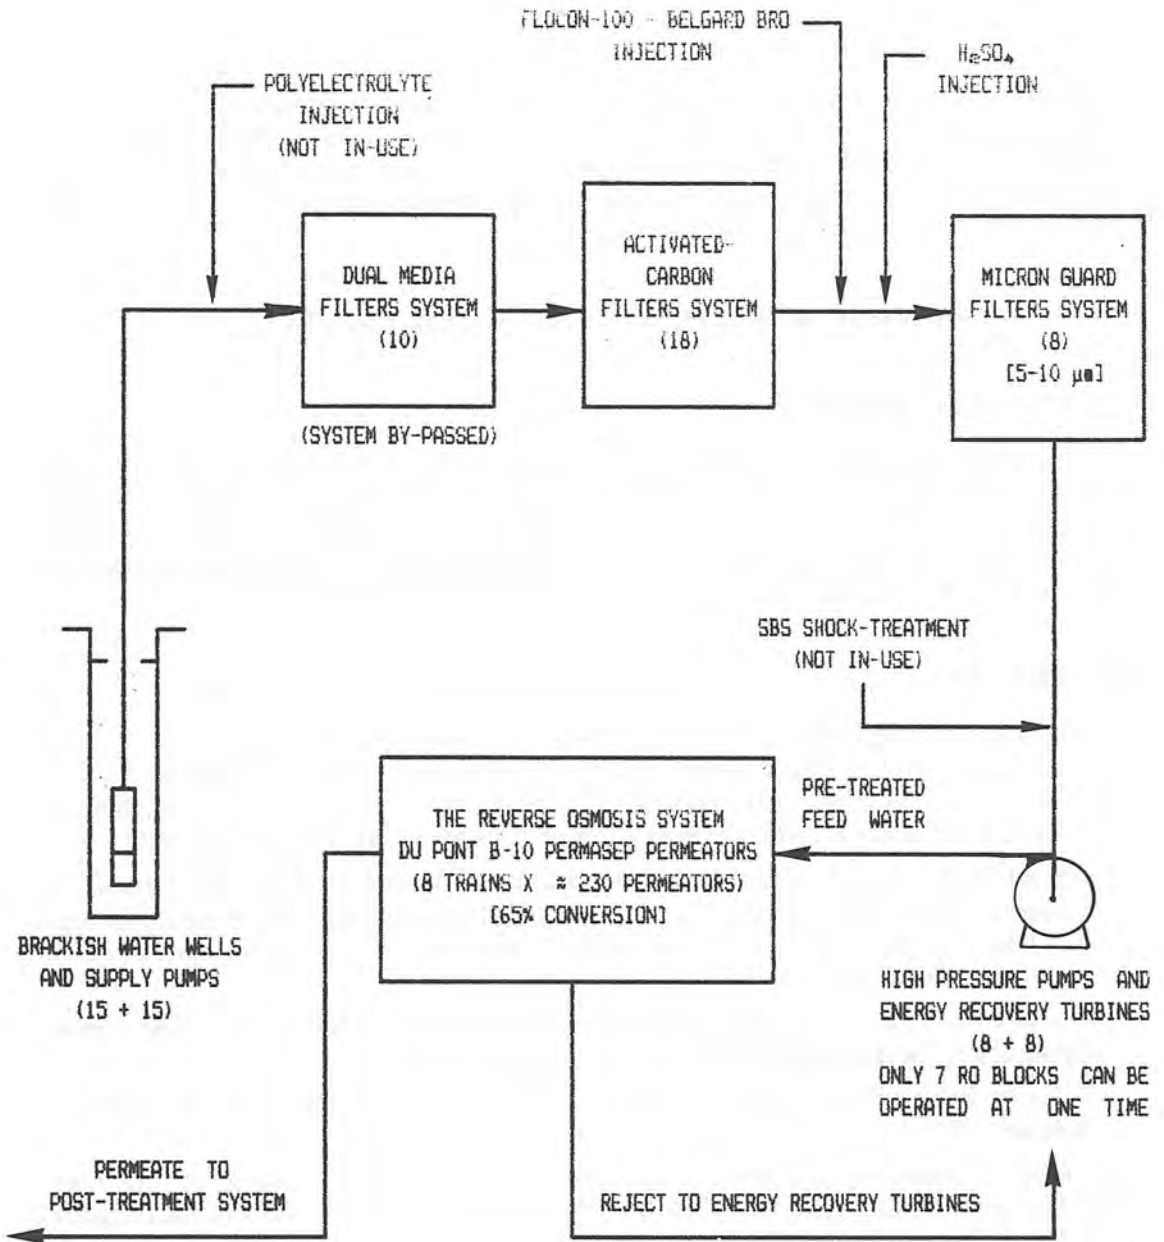 FLOCON-100 - BELGARD BRO
INJECTION
H₂SO₄
INJECTION
POLYELECTROLYTE
INJECTION
(NOT IN-USE)
DUAL MEDIA
FILTERS SYSTEM
(10)
(SYSTEM BY-PASSED)
ACTIVATED-
CARBON
FILTERS SYSTEM
(18)
MICRON GUARD
FILTERS SYSTEM
(8)
[5-10 µm]
SBS SHOCK-TREATMENT
(NOT IN-USE)
PRE-TREATED
FEED WATER
THE REVERSE OSMOSIS SYSTEM
DU PONT B-10 PERMASEP PERMEATORS
(8 TRAINS X ≈ 230 PERMEATORS)
[65% CONVERSION]
BRACKISH WATER WELLS
AND SUPPLY PUMPS
(15 + 15)
HIGH PRESSURE PUMPS AND
ENERGY RECOVERY TURBINES
(8 + 8)
ONLY 7 RO BLOCKS CAN BE
OPERATED AT ONE TIME
PERMEATE TO
POST-TREATMENT SYSTEM
REJECT TO ENERGY RECOVERY TURBINES